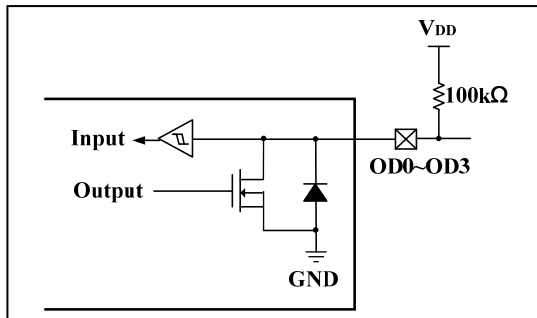 VDD
100kΩ
Input
OD0~OD3
Output
GND